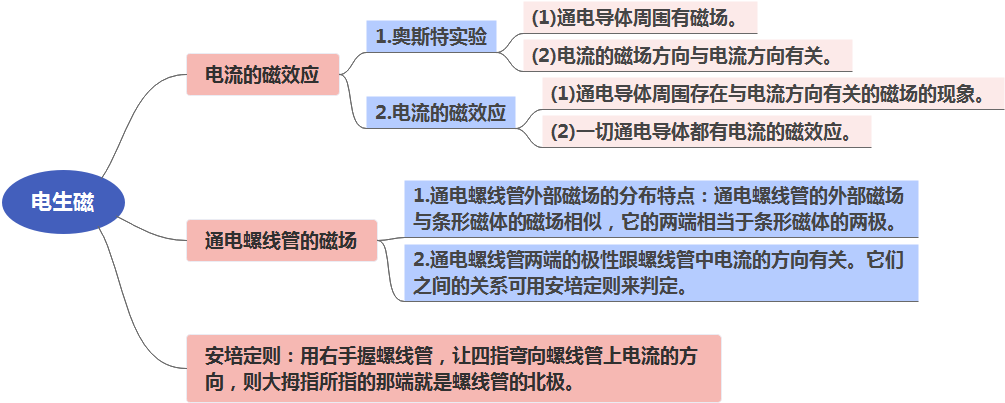 电生磁
电流的磁效应
1.奥斯特实验
(1)通电导体周围有磁场。
(2)电流的磁场方向与电流方向有关。
2.电流的磁效应
(1)通电导体周围存在与电流方向有关的磁场的现象。
(2)一切通电导体都有电流的磁效应。
通电螺线管的磁场
1.通电螺线管外部磁场的分布特点：通电螺线管的外部磁场
与条形磁体的磁场相似，它的两端相当于条形磁体的两极。
2.通电螺线管两端的极性跟螺线管中电流的方向有关。它们
之间的关系可用安培定则来判定。
安培定则：用右手握螺线管，让四指弯向螺线管上电流的方
向，则大拇指所指的那端就是螺线管的北极。